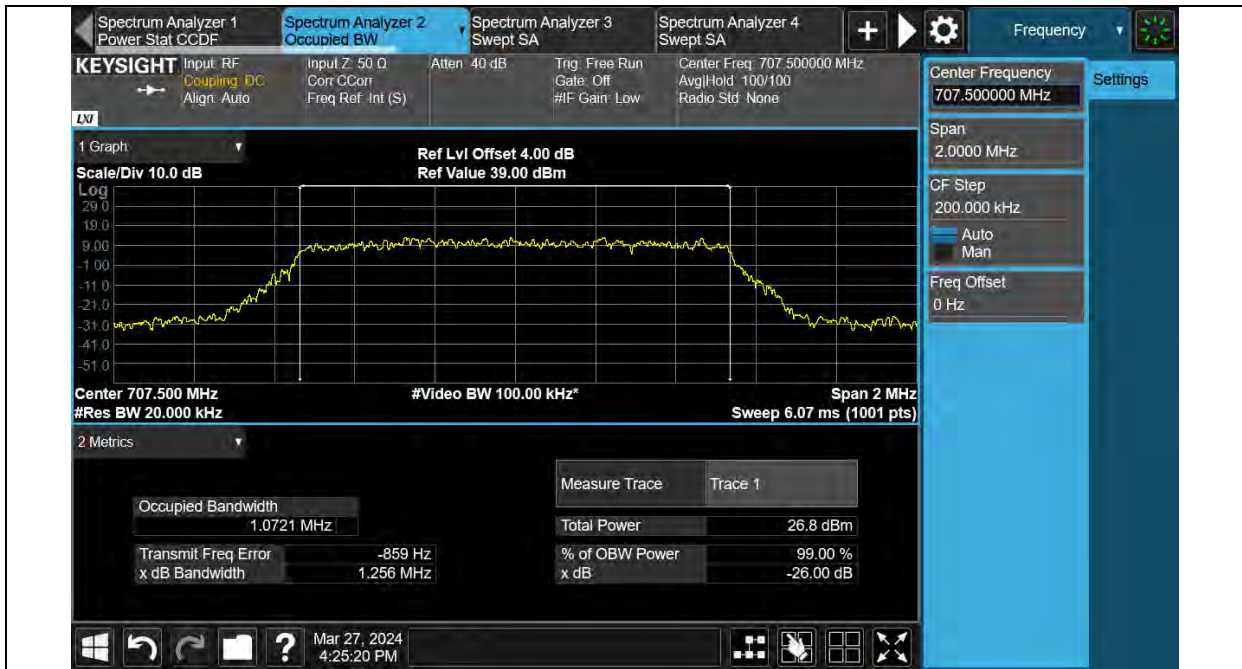 Spectrum Analyzer 1
Power Stat CCDF
Spectrum Analyzer 2
Occupied BW
Spectrum Analyzer 3
Swept SA
Spectrum Analyzer 4
Swept SA
+
Frequency
KEYSIGHT
LXI
Input: RF
Coupling: DC
Align: Auto
Input Z: 50 Ω
Corr CCorr
Freq Ref: Int (S)
Atten: 40 dB
Trig: Free Run
Gate: Off
#IF Gain: Low
Center Freq: 707.500000 MHz
Avg|Hold: 100/100
Radio Std: None
Center Frequency
707.500000 MHz
Settings
Span
2.0000 MHz
CF Step
200.000 kHz
Auto
Man
Freq Offset
0 Hz
1 Graph
Scale/Div 10.0 dB
Ref Lvl Offset 4.00 dB
Ref Value 39.00 dBm
Log
29.0
19.0
9.00
-1.00
-11.0
-21.0
-31.0
-41.0
-51.0
Center 707.500 MHz
#Video BW 100.00 kHz*
Span 2 MHz
#Res BW 20.000 kHz
Sweep 6.07 ms (1001 pts)
2 Metrics
Measure Trace Trace 1
Occupied Bandwidth
1.0721 MHz
Total Power 26.8 dBm
Transmit Freq Error -859 Hz
% of OBW Power 99.00 %
x dB Bandwidth 1.256 MHz
x dB -26.00 dB
?
Mar 27, 2024
4:25:20 PM